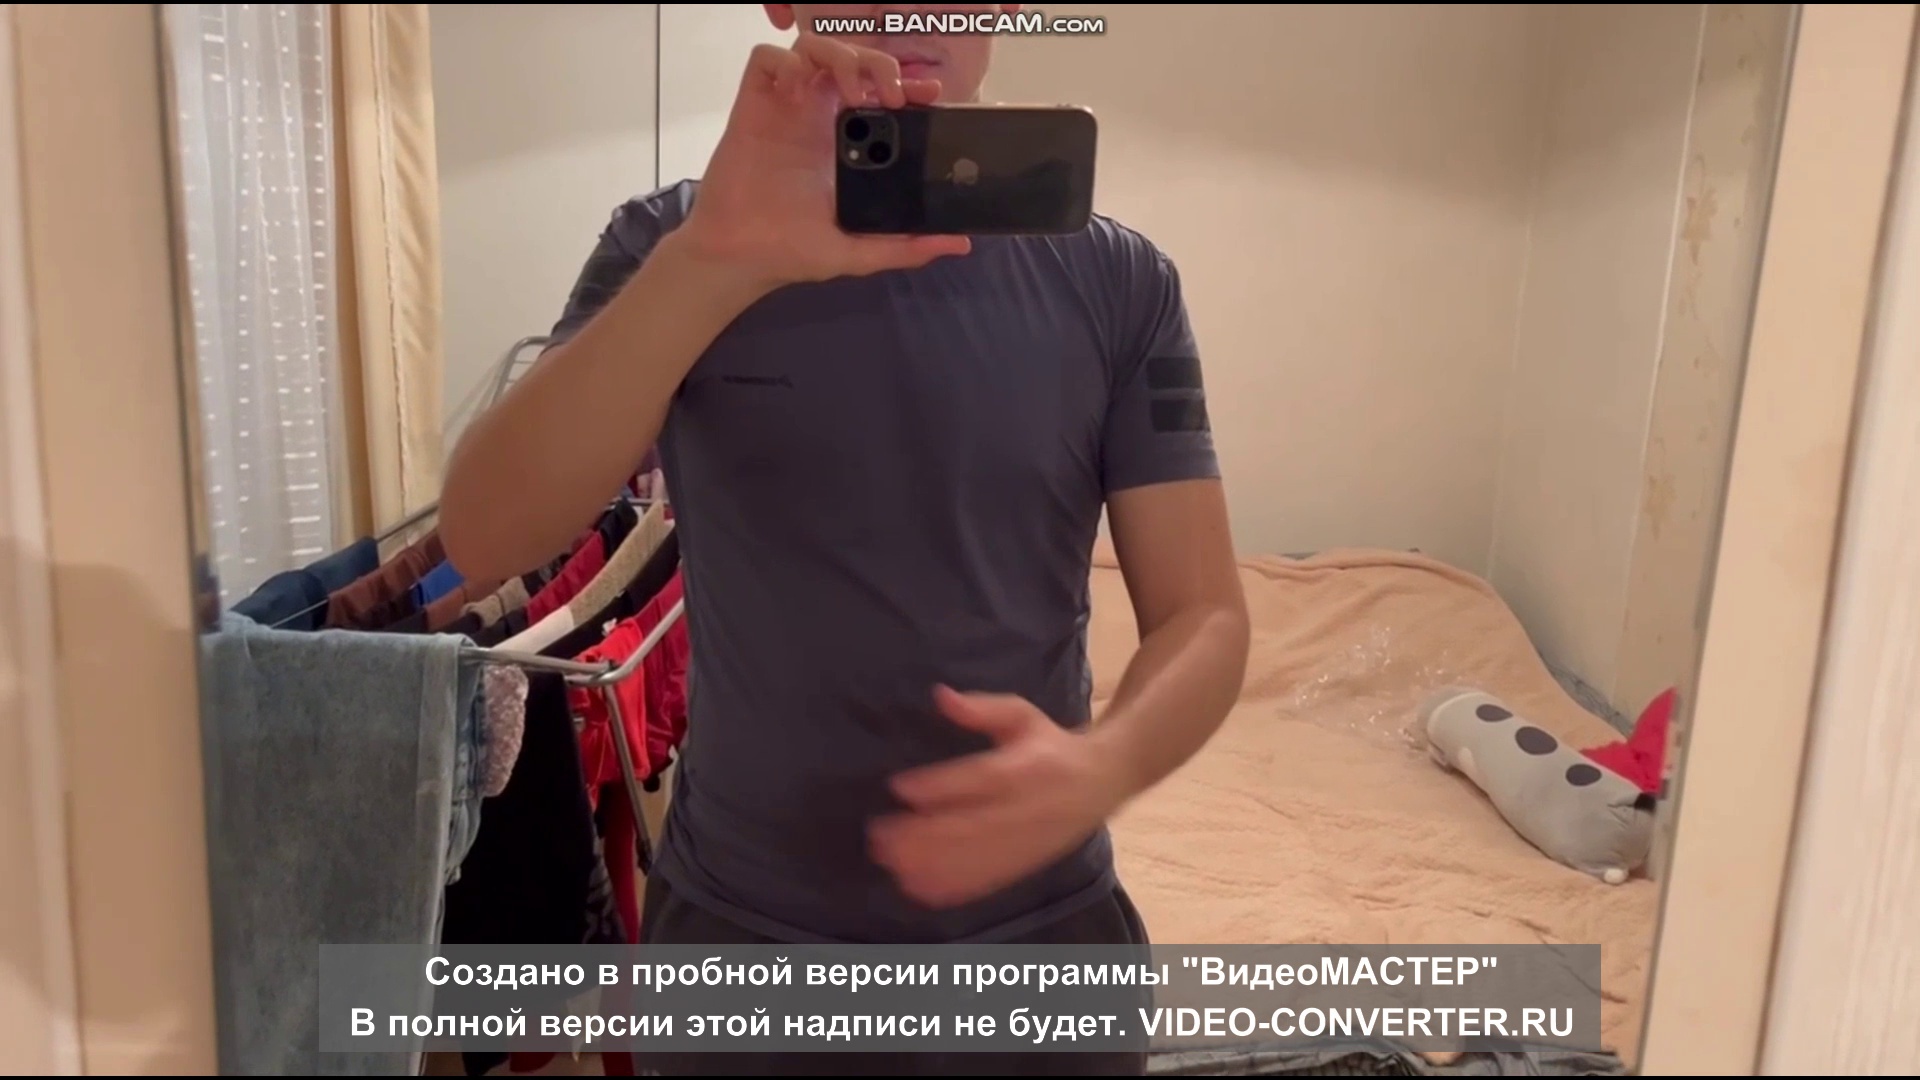 www.BANDICAM.com
Создано в пробной версии программы "ВидеоМАСТЕР"
В полной версии этой надписи не будет. VIDEO-CONVERTER.RU